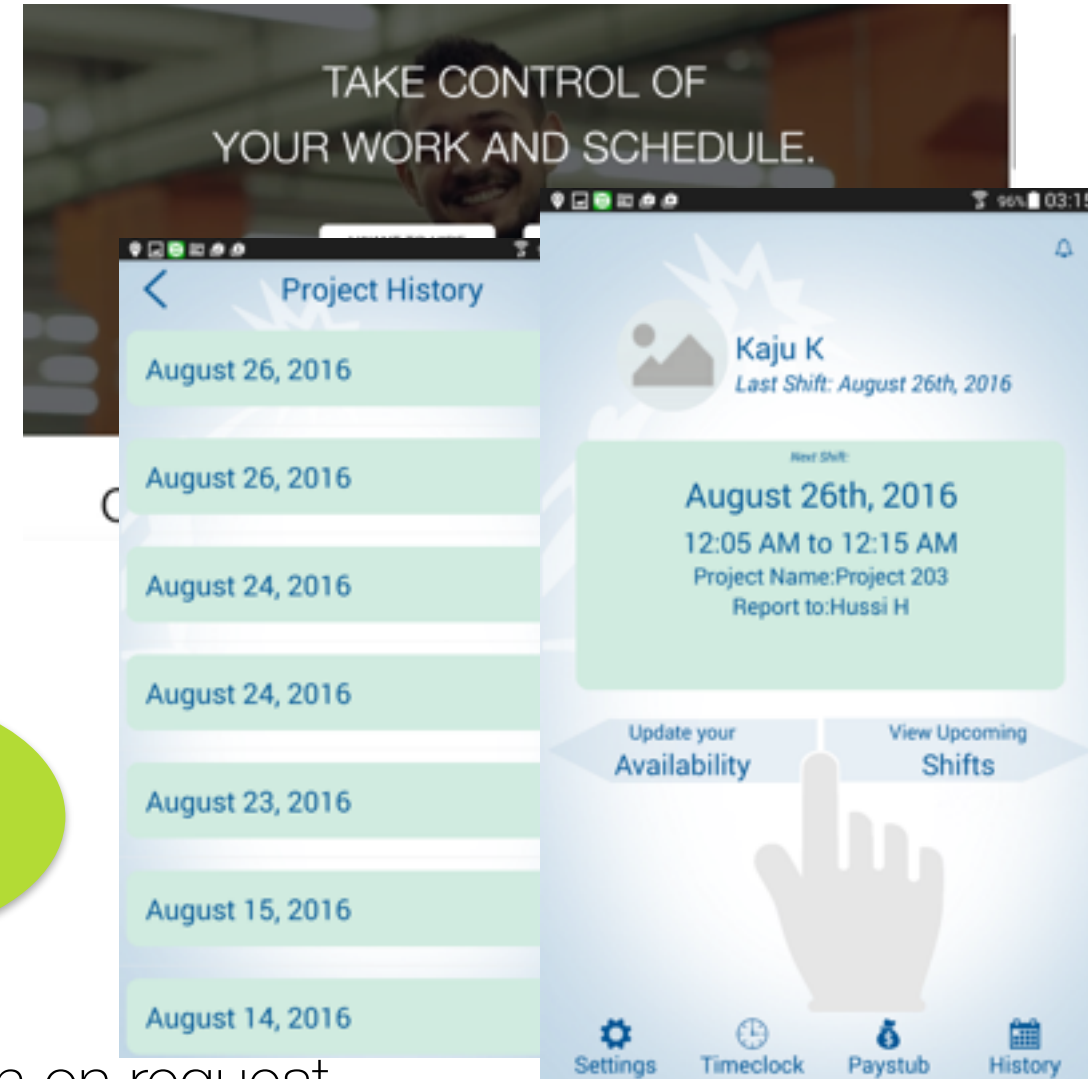 TAKE CONTROL OF
YOUR WORK AND SCHEDULE.
Project History
August 26, 2016
August 26, 2016
August 24, 2016
August 24, 2016
August 23, 2016
August 15, 2016
August 14, 2016
96% 03:15
Kaju K
Last Shift: August 26th, 2016
Next Shift:
August 26th, 2016
12:05 AM to 12:15 AM
Project Name:Project 203
Report to:Hussi H
Update your
Availability
View Upcoming
Shifts
Settings
Timeclock
Paystub
History
on request